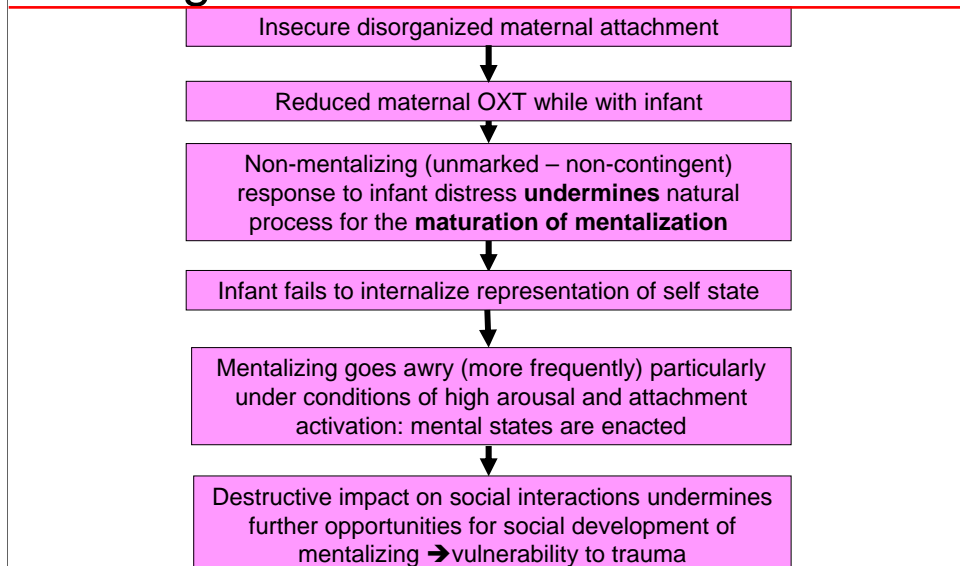 Insecure disorganized maternal attachment
Reduced maternal OXT while with infant
Non-mentalizing (unmarked – non-contingent)
response to infant distress undermines natural
process for the maturation of mentalization
Infant fails to internalize representation of self state
Mentalizing goes awry (more frequently) particularly
under conditions of high arousal and attachment
activation: mental states are enacted
Destructive impact on social interactions undermines
further opportunities for social development of
mentalizing ➔vulnerability to trauma